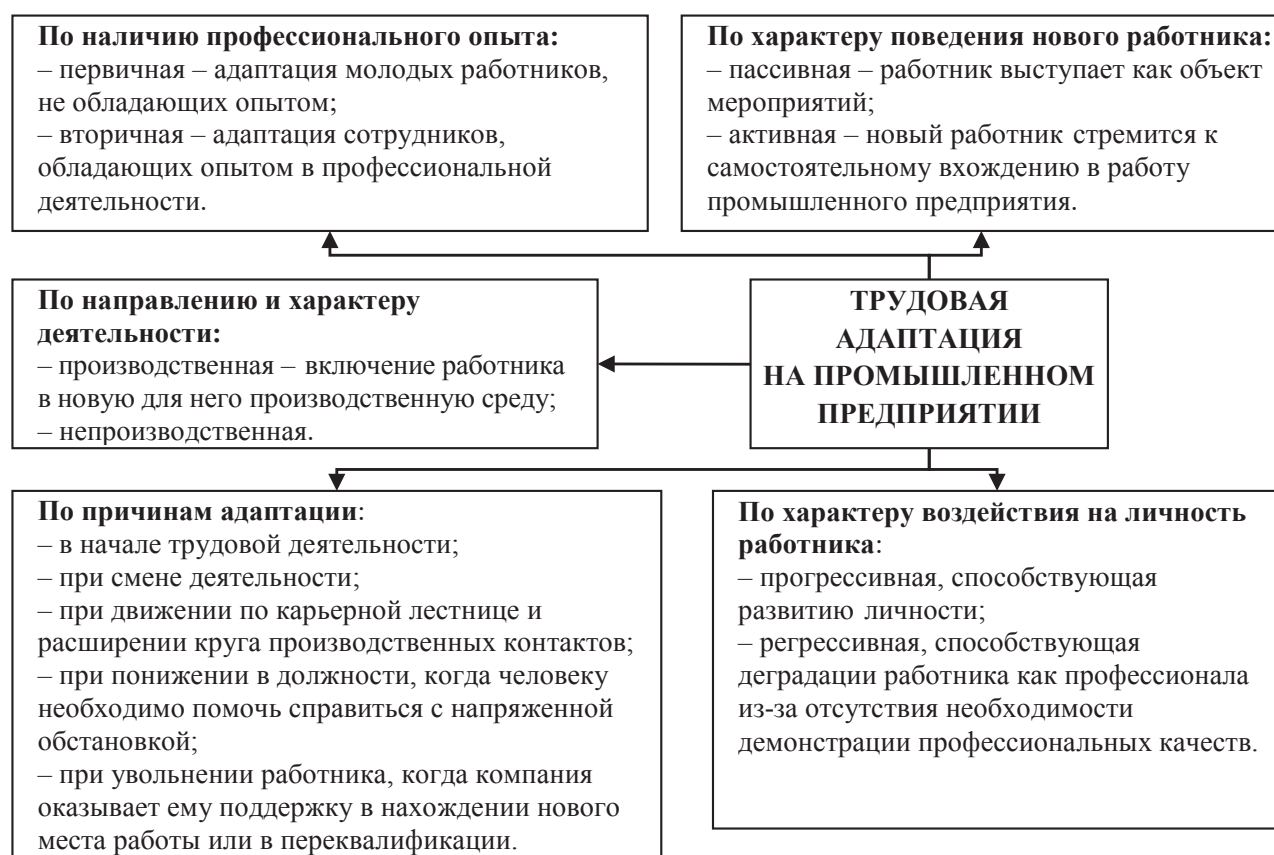 По наличию профессионального опыта:
– первичная – адаптация молодых работников,
не обладающих опытом;
– вторичная – адаптация сотрудников,
обладающих опытом в профессиональной
деятельности.
По характеру поведения нового работника:
– пассивная – работник выступает как объект
мероприятий;
– активная – новый работник стремится к
самостоятельному вхождению в работу
промышленного предприятия.
По направлению и характеру
деятельности:
– производственная – включение работника
в новую для него производственную среду;
– непроизводственная.
ТРУДОВАЯ
АДАПТАЦИЯ
НА ПРОМЫШЛЕННОМ
ПРЕДПРИЯТИИ
По причинам адаптации:
– в начале трудовой деятельности;
– при смене деятельности;
– при движении по карьерной лестнице и
расширении круга производственных контактов;
– при понижении в должности, когда человеку
необходимо помочь справиться с напряженной
обстановкой;
– при увольнении работника, когда компания
оказывает ему поддержку в нахождении нового
места работы или в переквалификации.
По характеру воздействия на личность
работника:
– прогрессивная, способствующая
развитию личности;
– регрессивная, способствующая
деградации работника как профессионала
из-за отсутствия необходимости
демонстрации профессиональных качеств.